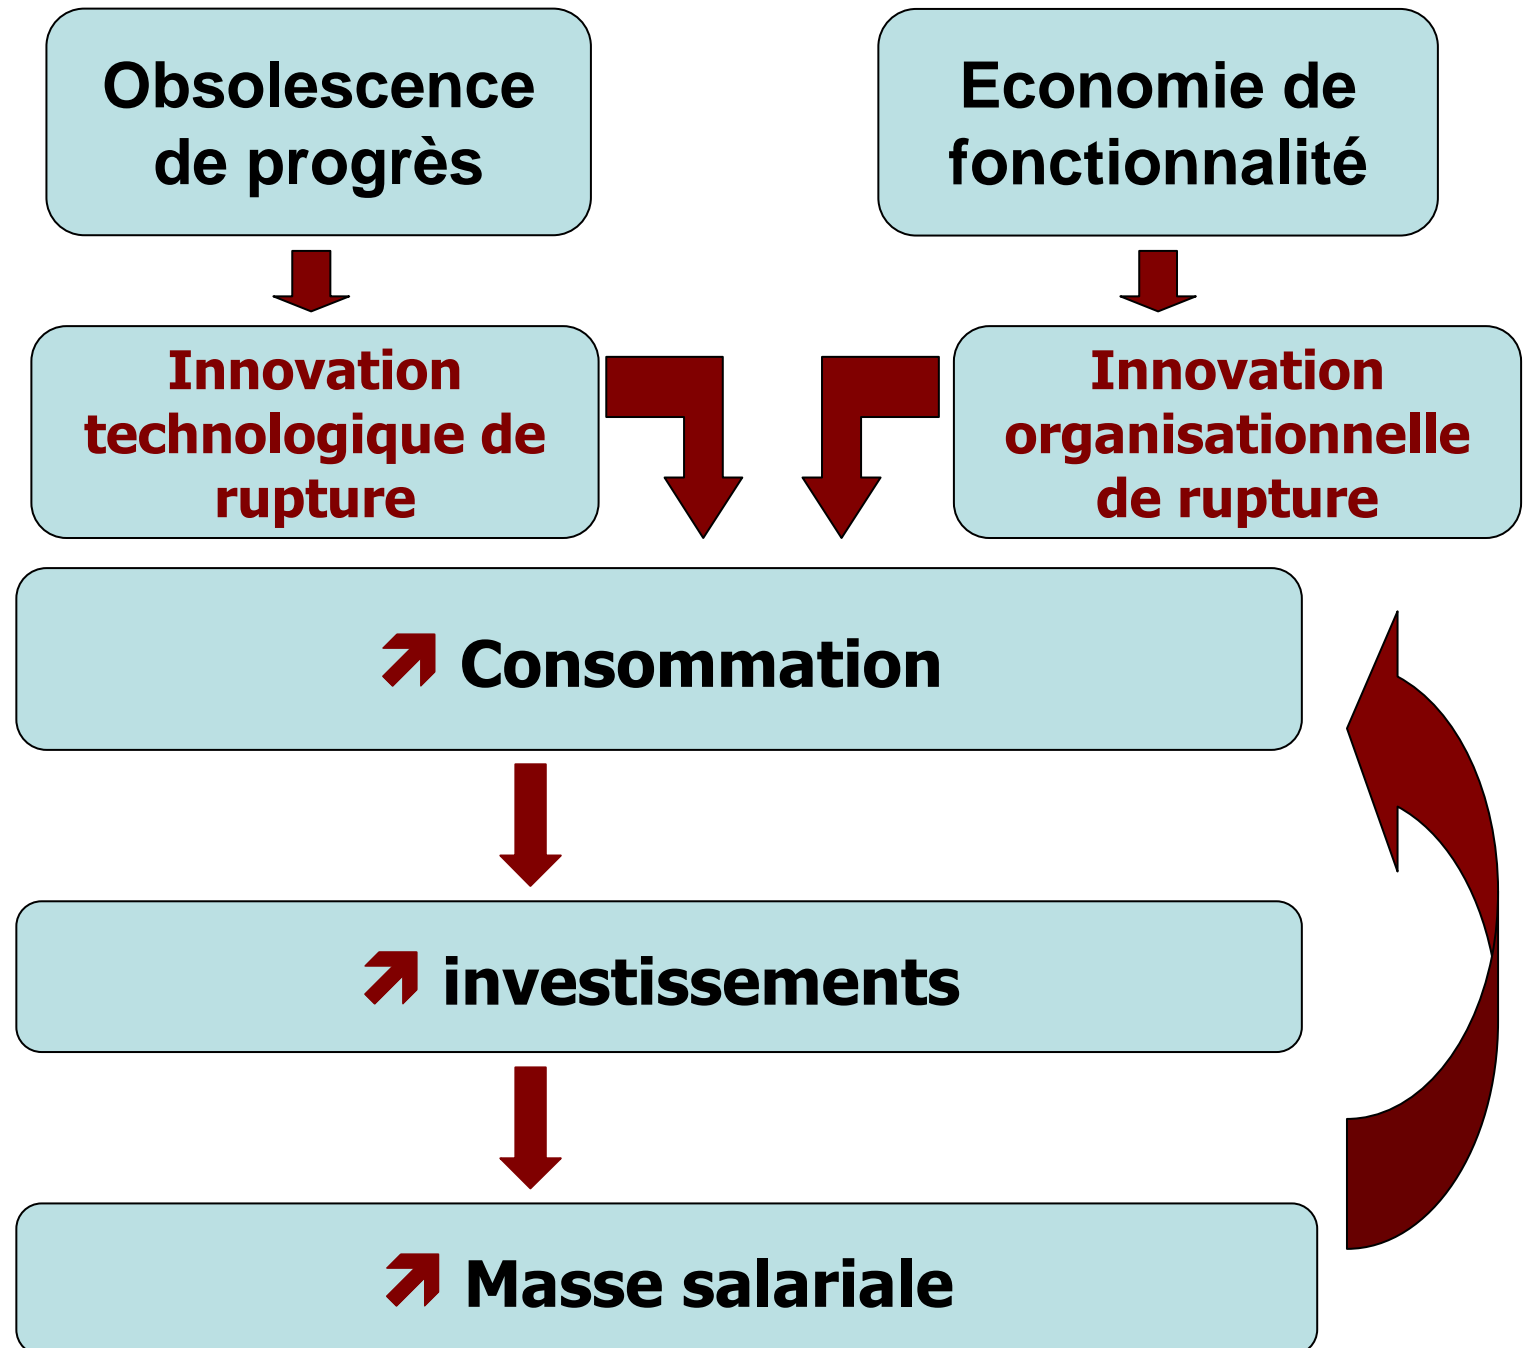 Obsolescence
de progrès
Economie de
fonctionnalité
Innovation
technologique de
rupture
Innovation
organisationnelle
de rupture
Consommation
investissements
Masse salariale